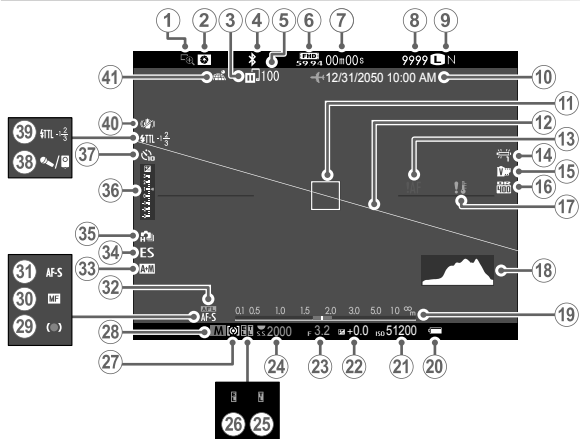 1 2 3 4 5 6 7 8 9
FHD 59.94 00m00s 9999 L N
41 100 12/31/2050 10:00 AM 10
11
12
13
39 TTL -1 2/3 40 14
38 / 37 TTL -1 2/3 15
36 16
17
35
31 AF-S 34 ES 18
30 MF 33 A+M
29 32 AFL
AF-S 0.1 0.5 1.0 1.5 2.0 3.0 5.0 10 ∞ m 19
28 M S.S 2000 F 3.2 +0.0 ISO 51200 20
27 24 23 22 21
26 25